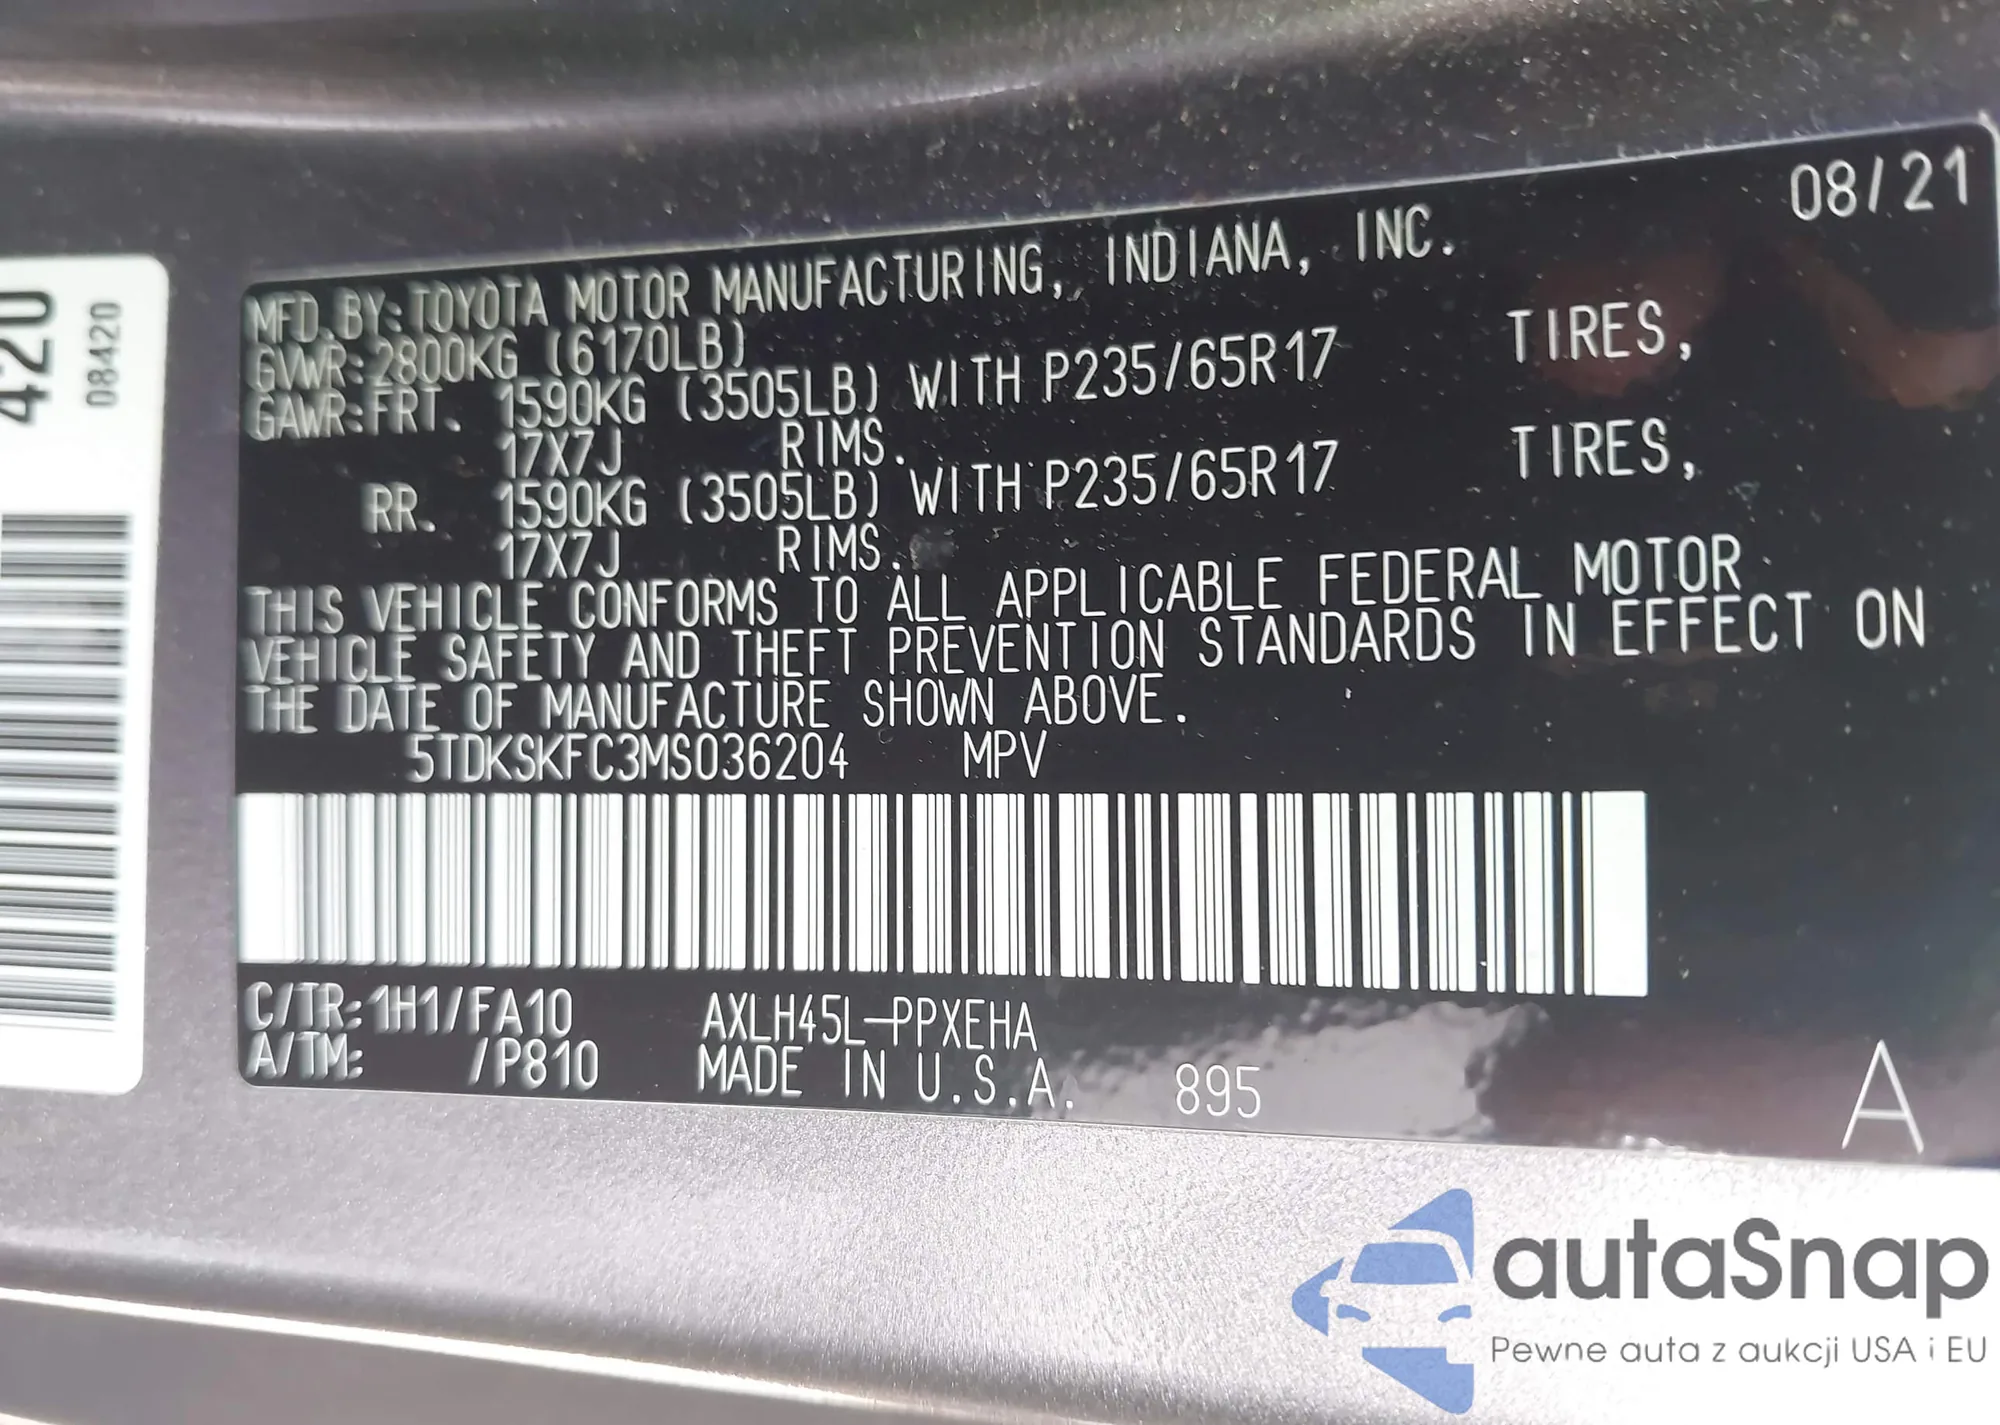 420
08420
08/21
MFD.BY:TOYOTA MOTOR MANUFACTURING, INDIANA, INC.
GVWR:2800KG (6170LB)
GAWR:FRT. 1590KG (3505LB) WITH P235/65R17 TIRES,
17X7J RIMS.
RR. 1590KG (3505LB) WITH P235/65R17 TIRES,
17X7J RIMS.
THIS VEHICLE CONFORMS TO ALL APPLICABLE FEDERAL MOTOR
VEHICLE SAFETY AND THEFT PREVENTION STANDARDS IN EFFECT ON
THE DATE OF MANUFACTURE SHOWN ABOVE.
5TDKSKFC3MS036204 MPV
C/TR:1H1/FA10 AXLH45L-PPXEHA
A/TM: /P810 MADE IN U.S.A. 895
A
autaSnap
Pewne auta z aukcji USA i EU